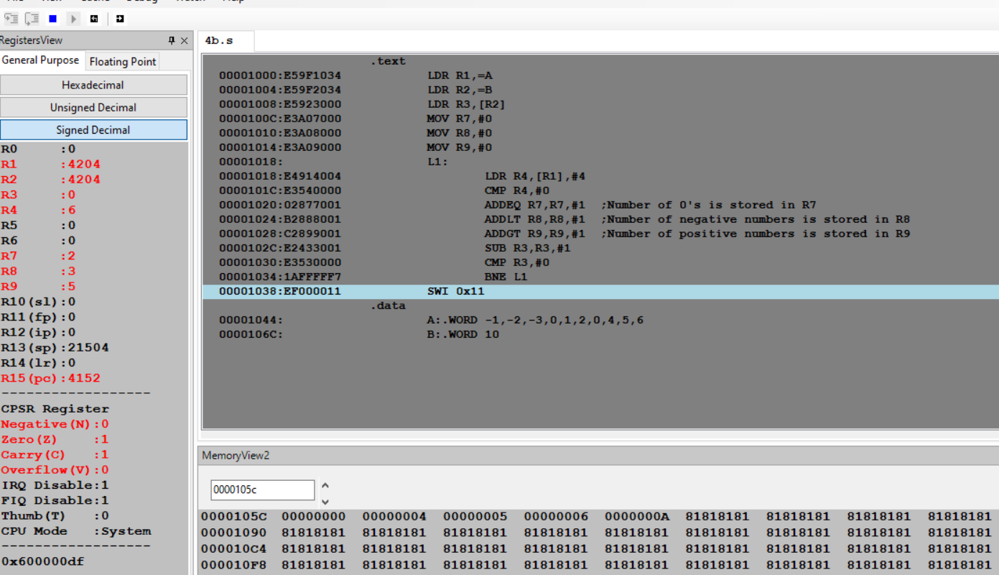 RegistersView
General Purpose Floating Point
Hexadecimal
Unsigned Decimal
Signed Decimal
R0 :0
R1 :4204
R2 :4204
R3 :0
R4 :6
R5 :0
R6 :0
R7 :2
R8 :3
R9 :5
R10(sl):0
R11(fp):0
R12(ip):0
R13(sp):21504
R14(lr):0
R15(pc):4152
-------------------
CPSR Register
Negative(N):0
Zero(Z) :1
Carry(C) :1
Overflow(V):0
IRQ Disable:1
FIQ Disable:1
Thumb(T) :0
CPU Mode :System
-------------------
0x600000df
4b.s
.text
00001000:E59F1034 LDR R1,=A
00001004:E59F2034 LDR R2,=B
00001008:E5923000 LDR R3,[R2]
0000100C:E3A07000 MOV R7,#0
00001010:E3A08000 MOV R8,#0
00001014:E3A09000 MOV R9,#0
00001018: L1:
00001018:E4914004 LDR R4,[R1],#4
0000101C:E3540000 CMP R4,#0
00001020:02877001 ADDEQ R7,R7,#1 ;Number of 0's is stored in R7
00001024:B2888001 ADDLT R8,R8,#1 ;Number of negative numbers is stored in R8
00001028:C2899001 ADDGT R9,R9,#1 ;Number of positive numbers is stored in R9
0000102C:E2433001 SUB R3,R3,#1
00001030:E3530000 CMP R3,#0
00001034:1AFFFFF7 BNE L1
00001038:EF000011 SWI 0x11
.data
00001044: A:.WORD -1,-2,-3,0,1,2,0,4,5,6
0000106C: B:.WORD 10
MemoryView2
0000105c
0000105C 00000000 00000004 00000005 00000006 0000000A 81818181 81818181 81818181 81818181
00001090 81818181 81818181 81818181 81818181 81818181 81818181 81818181 81818181 81818181
000010C4 81818181 81818181 81818181 81818181 81818181 81818181 81818181 81818181 81818181
000010F8 81818181 81818181 81818181 81818181 81818181 81818181 81818181 81818181 81818181